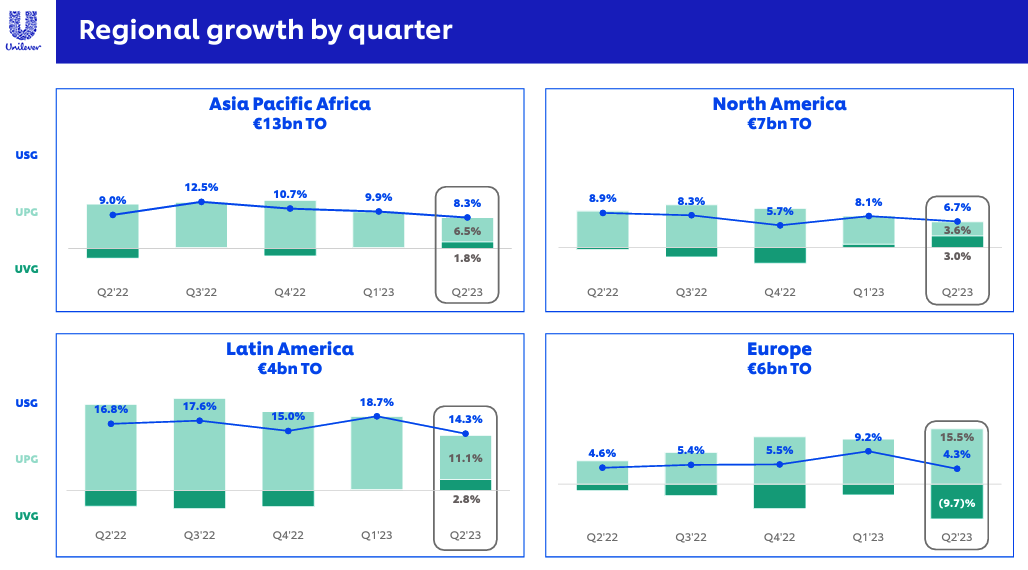 Unilever
Regional growth by quarter
Asia Pacific Africa
€13bn TO
USG
UPG
UVG
9.0%
12.5%
10.7%
9.9%
8.3%
6.5%
1.8%
Q2'22
Q3'22
Q4'22
Q1'23
Q2'23
North America
€7bn TO
8.9%
8.3%
5.7%
8.1%
6.7%
3.6%
3.0%
Q2'22
Q3'22
Q4'22
Q1'23
Q2'23
Latin America
€4bn TO
USG
UPG
UVG
16.8%
17.6%
15.0%
18.7%
14.3%
11.1%
2.8%
Q2'22
Q3'22
Q4'22
Q1'23
Q2'23
Europe
€6bn TO
4.6%
5.4%
5.5%
9.2%
15.5%
4.3%
(9.7)%
Q2'22
Q3'22
Q4'22
Q1'23
Q2'23